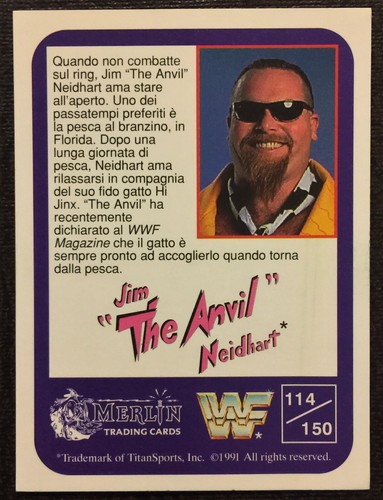 Quando non combatte
sul ring, Jim "The Anvil"
Neidhart ama stare
all'aperto. Uno dei
passatempi preferiti è
la pesca al branzino, in
Florida. Dopo una
lunga giornata di
pesca, Neidhart ama
rilassarsi in compagnia
del suo fido gatto Hi
Jinx. "The Anvil" ha
recentemente
dichiarato al WWF
Magazine che il gatto è
sempre pronto ad accoglierlo quando torna
dalla pesca.
Jim
"The Anvil"
Neidhart*
MERLIN
TRADING CARDS
WF*
114/150
*Trademark of TitanSports, Inc. ©1991 All rights reserved.